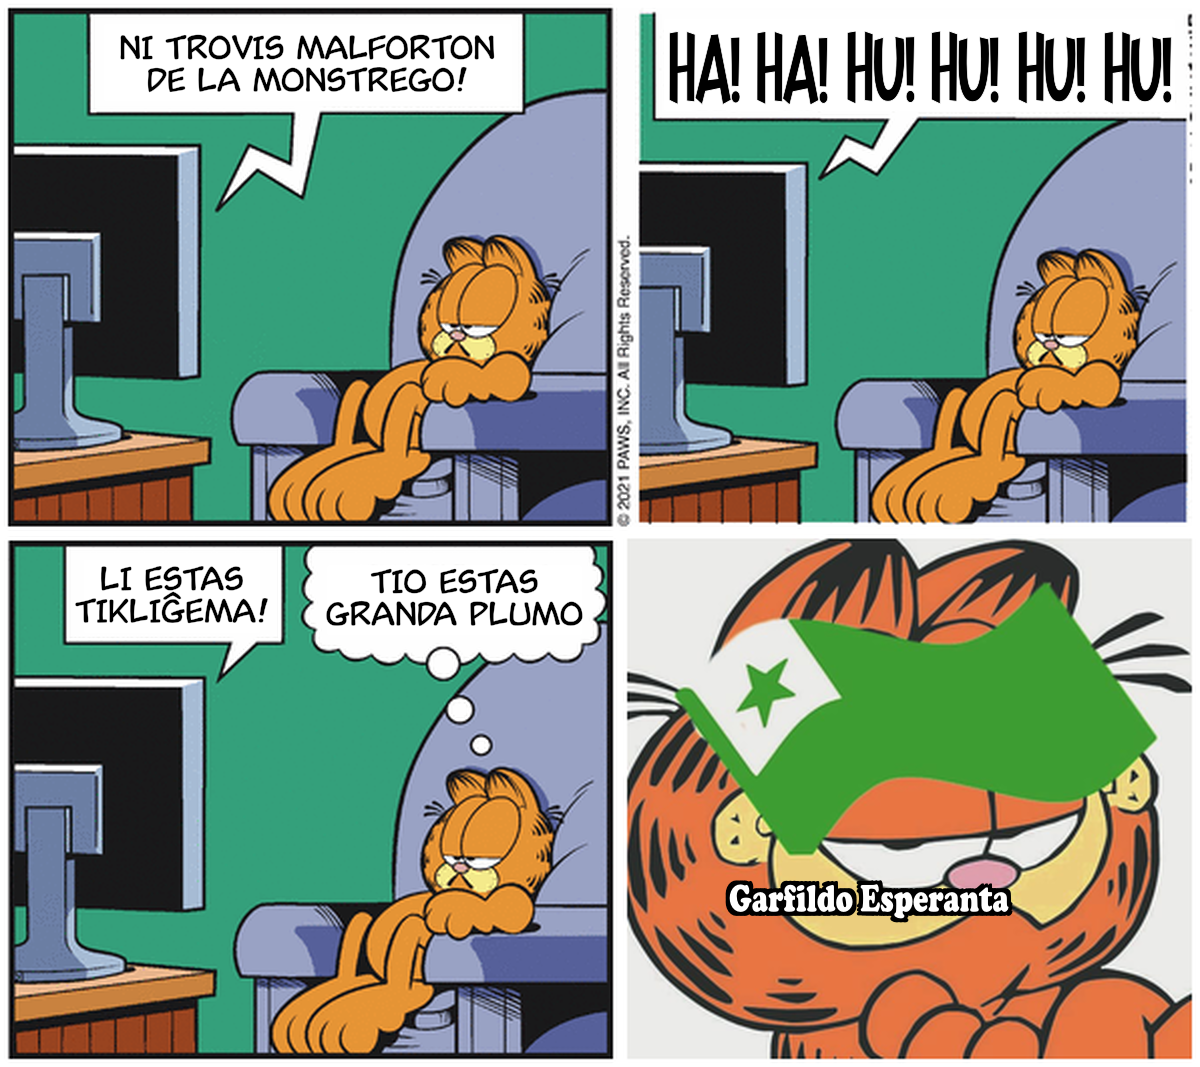 NI TROVIS MALFORTON
DE LA MONSTREGO!
HA! HA! HU! HU! HU! HU!
© 2021 PAWS, INC. All Rights Reserved.
LI ESTAS
TIKLIĜEMA!
TIO ESTAS
GRANDA PLUMO
Garfildo Esperanta